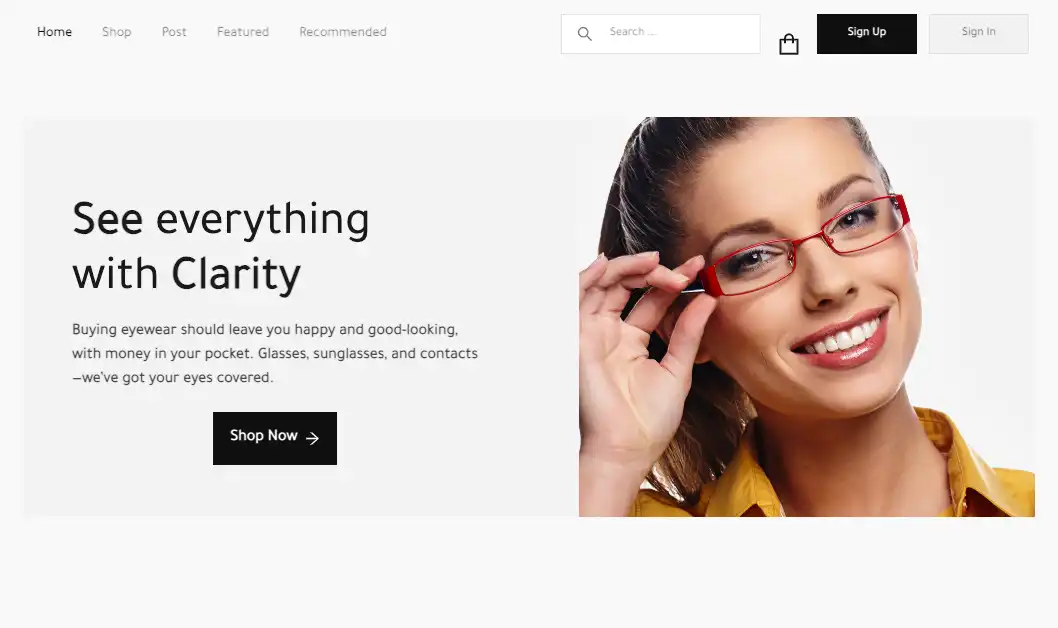 Home Shop Post Featured Recommended Search ... Sign Up Sign In
See everything
with Clarity
Buying eyewear should leave you happy and good-looking,
with money in your pocket. Glasses, sunglasses, and contacts
—we've got your eyes covered.
Shop Now →